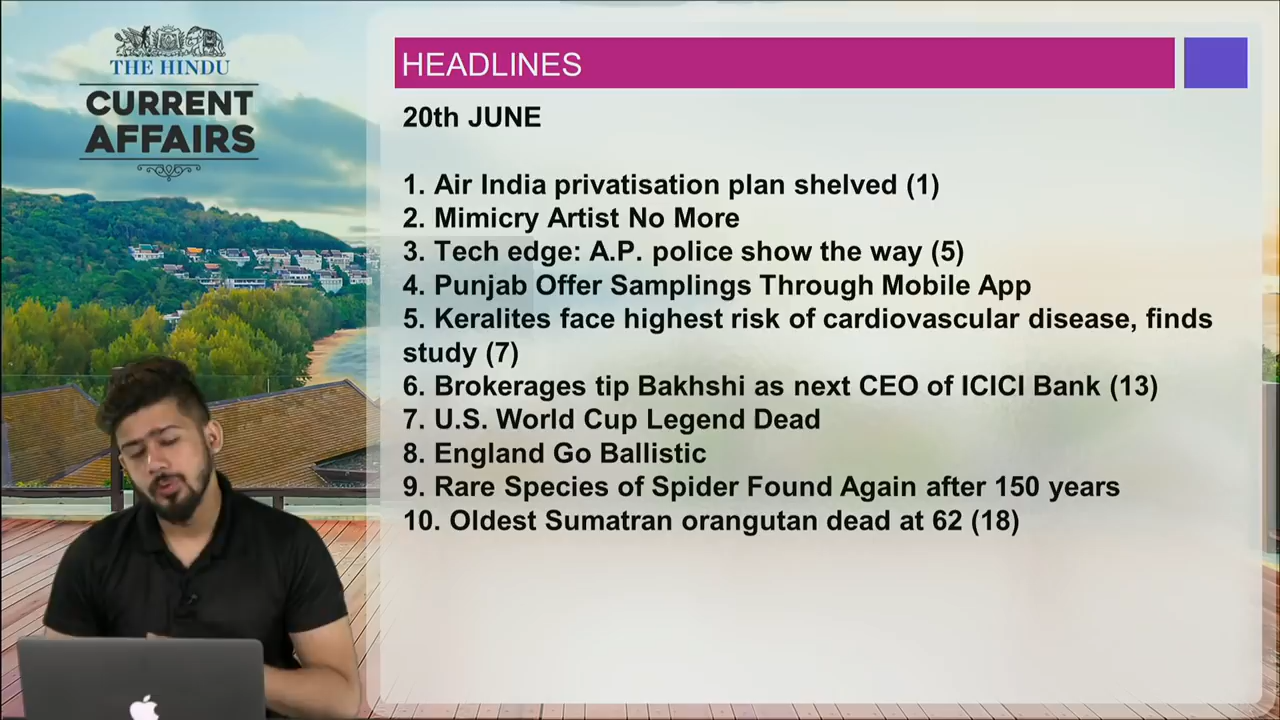 THE HINDU
CURRENT
AFFAIRS
HEADLINES
20th JUNE
1. Air India privatisation plan shelved (1)
2. Mimicry Artist No More
3. Tech edge: A.P. police show the way (5)
4. Punjab Offer Samplings Through Mobile App
5. Keralites face highest risk of cardiovascular disease, finds
study (7)
6. Brokerages tip Bakhshi as next CEO of ICICI Bank (13)
7. U.S. World Cup Legend Dead
8. England Go Ballistic
9. Rare Species of Spider Found Again after 150 years
10. Oldest Sumatran orangutan dead at 62 (18)